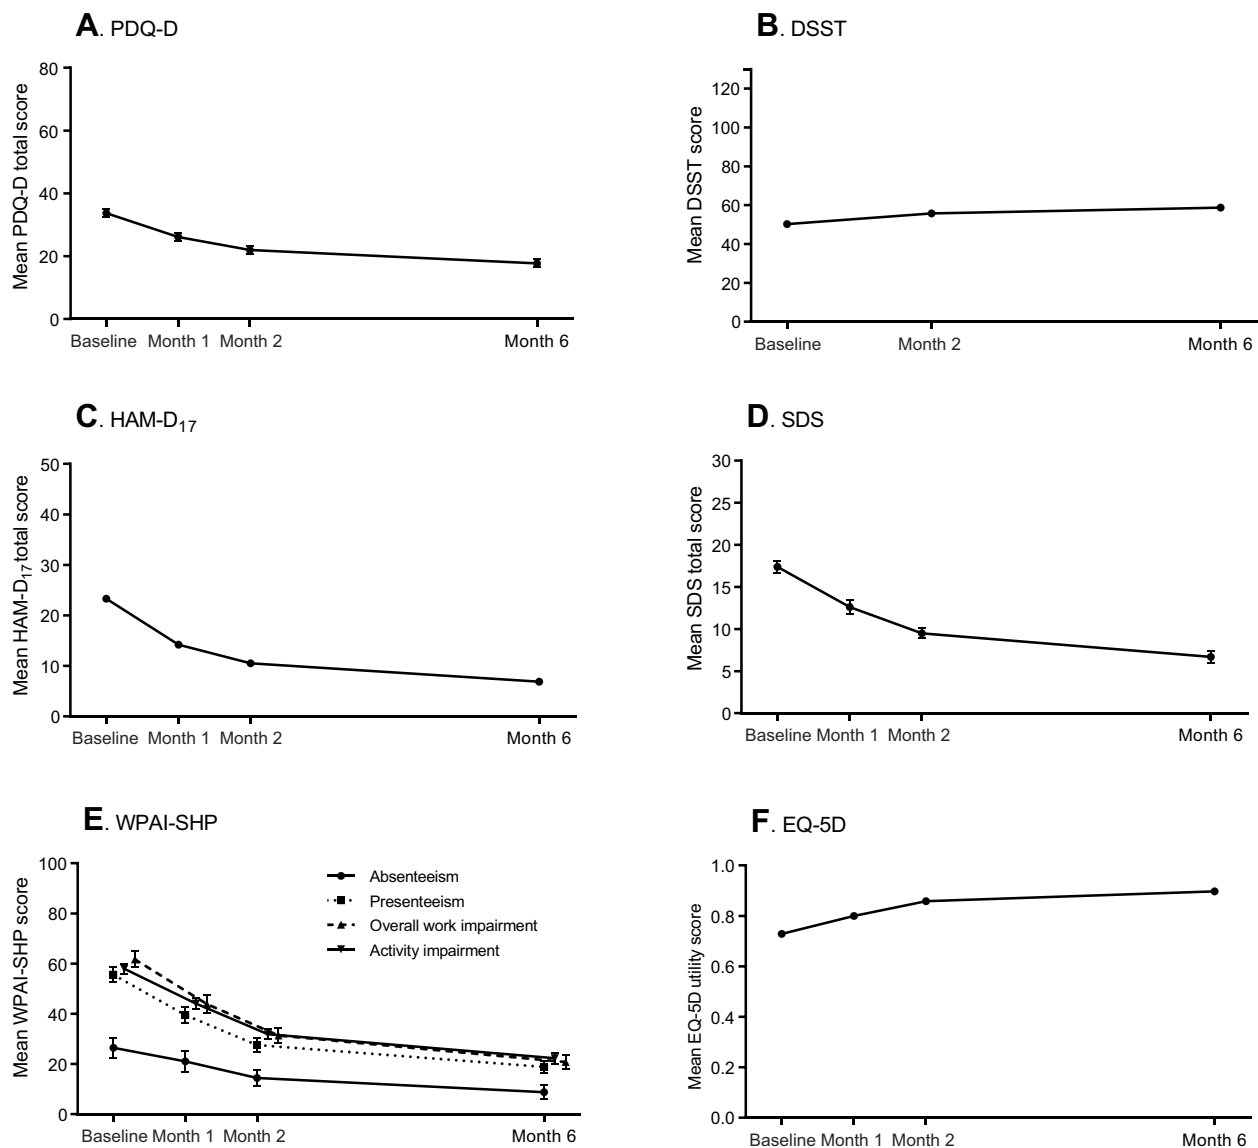 A. PDQ-D
Mean PDQ-D total score
80
60
40
20
0
Baseline Month 1 Month 2 Month 6
B. DSST
Mean DSST score
120
100
80
60
40
20
0
Baseline Month 2 Month 6
C. HAM-D17
Mean HAM-D17 total score
50
40
30
20
10
0
Baseline Month 1 Month 2 Month 6
D. SDS
Mean SDS total score
30
25
20
15
10
5
0
Baseline Month 1 Month 2 Month 6
E. WPAI-SHP
Mean WPAI-SHP score
100
80
60
40
20
0
Absenteeism
Presenteeism
Overall work impairment
Activity impairment
Baseline Month 1 Month 2 Month 6
F. EQ-5D
Mean EQ-5D utility score
1.0
0.8
0.6
0.4
0.2
0.0
Baseline Month 1 Month 2 Month 6